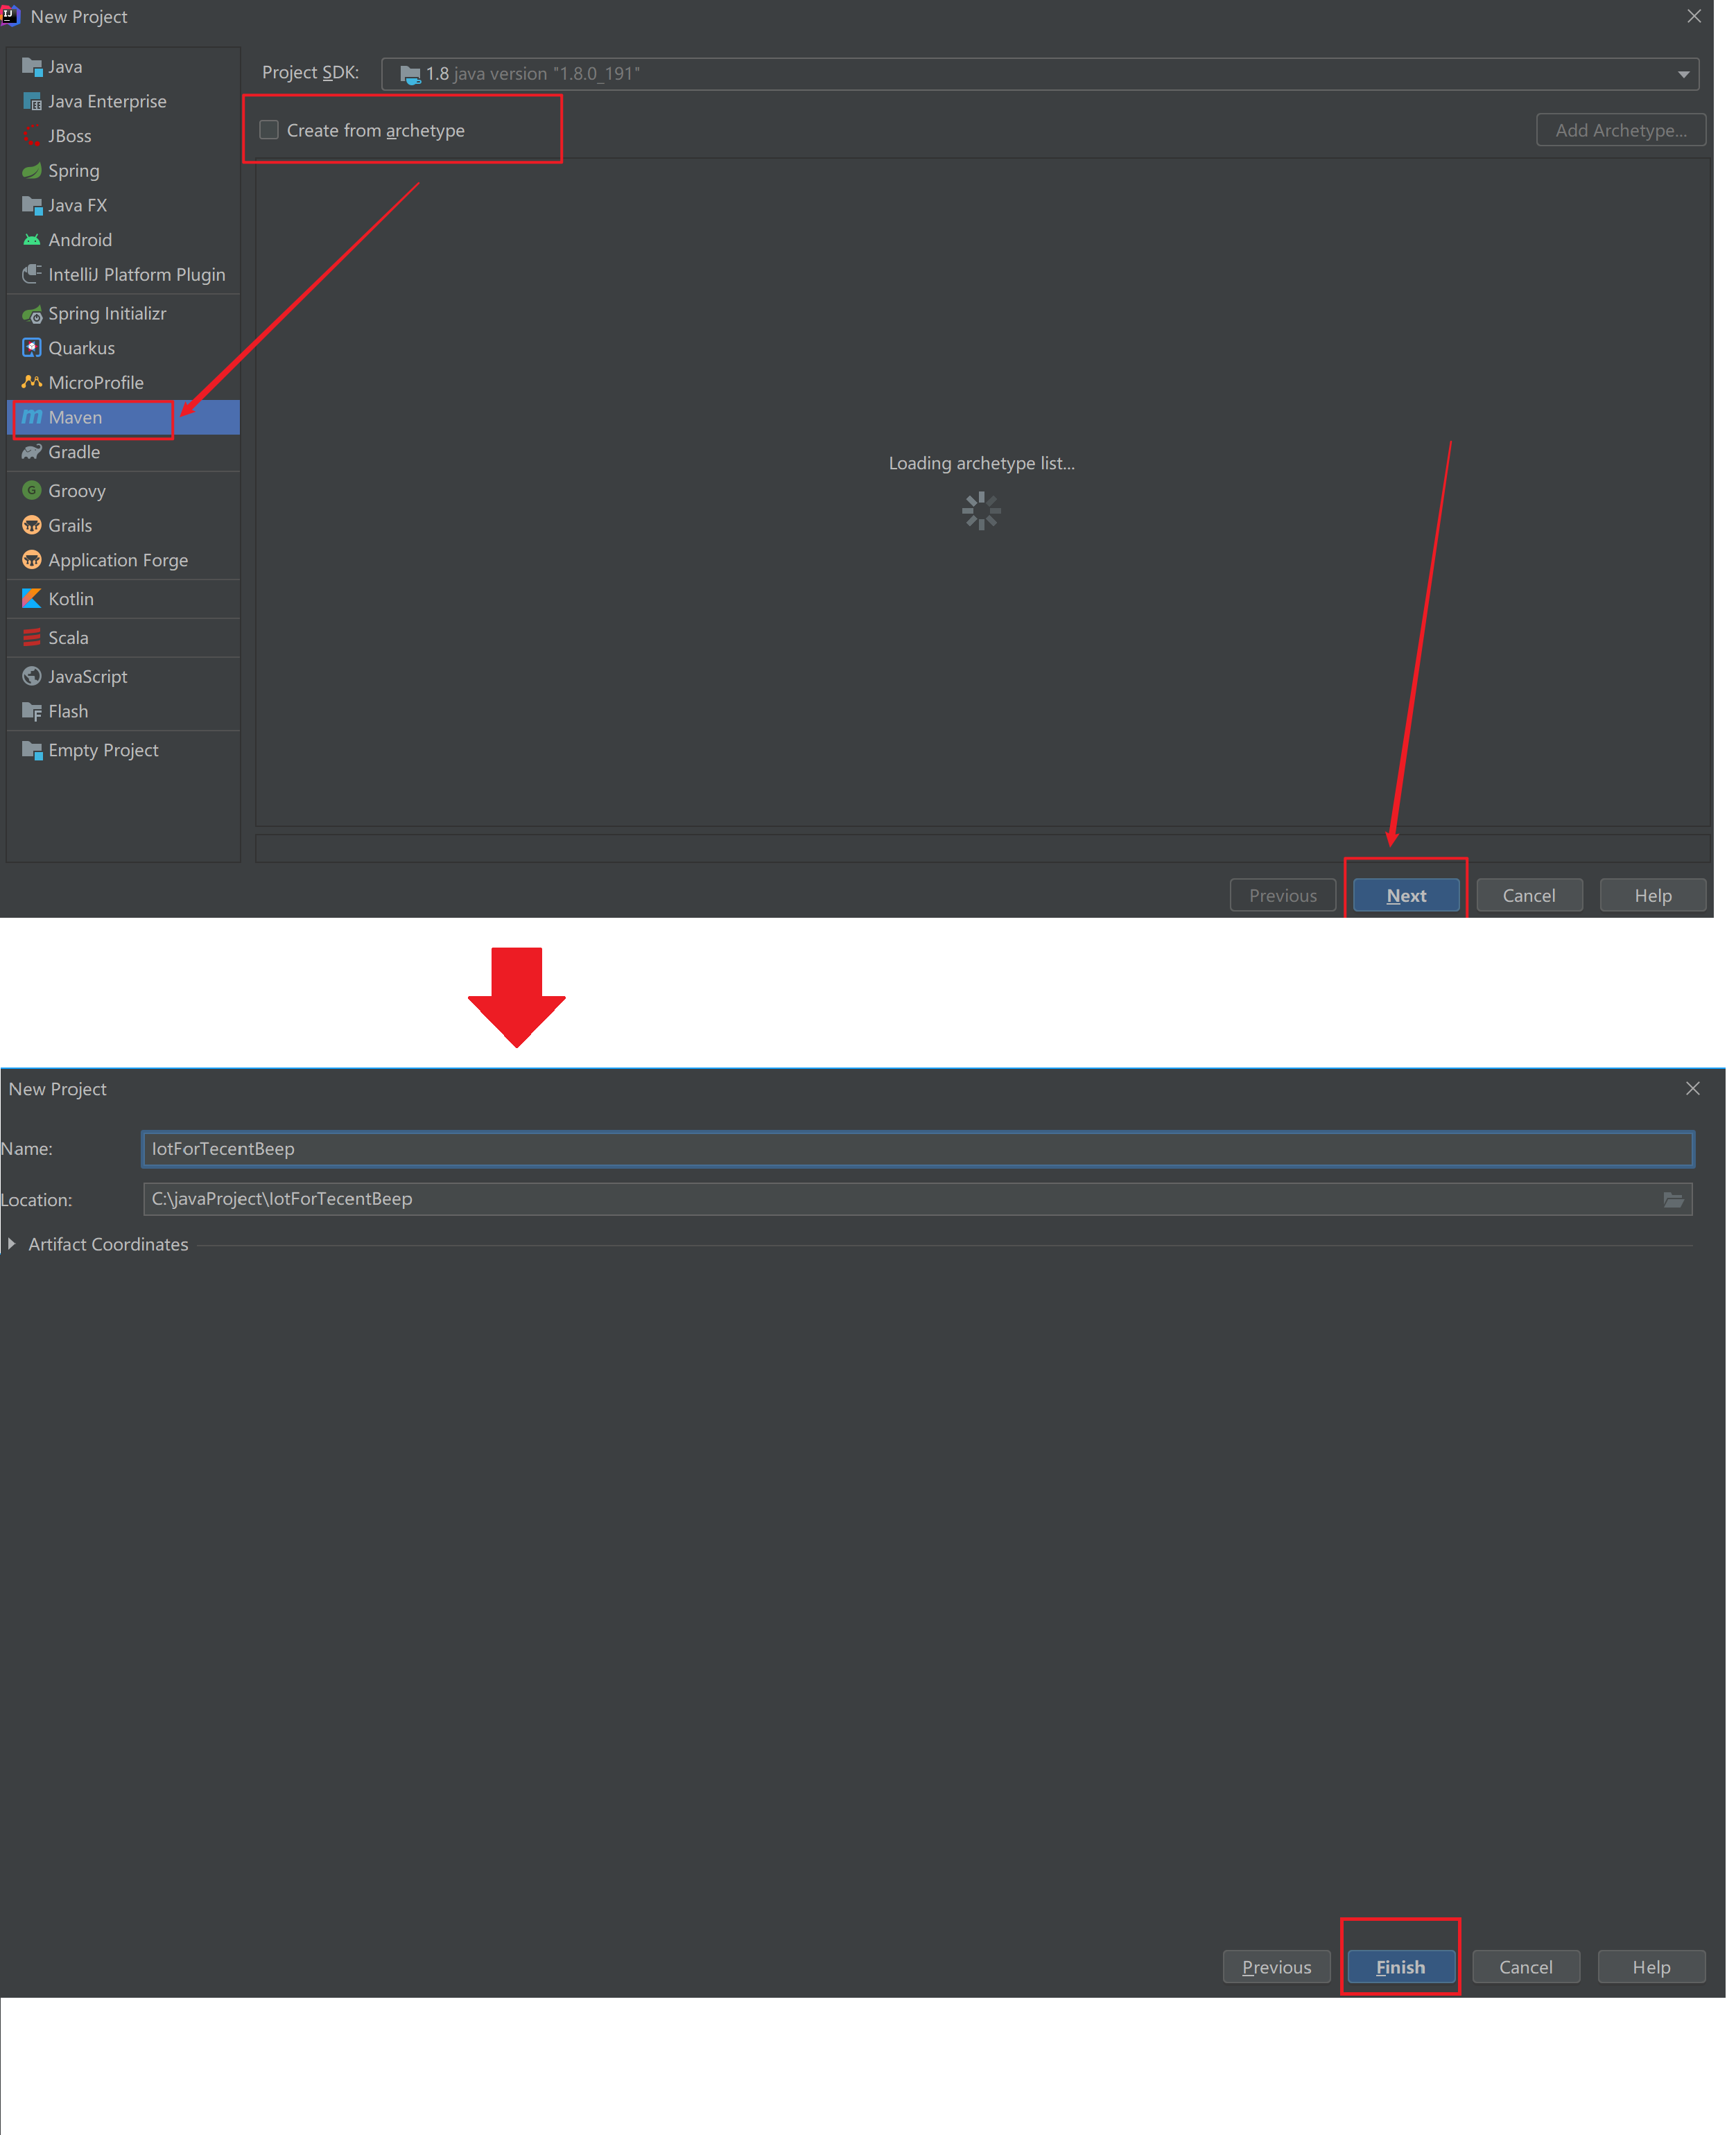 New Project
Java
Java Enterprise
JBoss
Spring
Java FX
Android
IntelliJ Platform Plugin
Spring Initializr
Quarkus
MicroProfile
Maven
Gradle
Groovy
Grails
Application Forge
Kotlin
Scala
JavaScript
Flash
Empty Project
Project SDK: 1.8 java version "1.8.0_191"
Create from archetype Add Archetype...
Loading archetype list...
Previous Next Cancel Help
New Project
Name: IotForTecentBeep
Location: C:\javaProject\IotForTecentBeep
Artifact Coordinates
Previous Finish Cancel Help